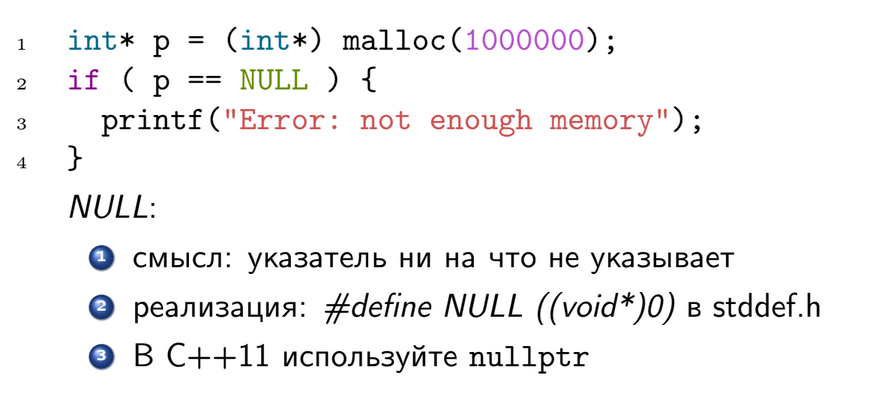 1 int* p = (int*) malloc(1000000);
2 if ( p == NULL ) {
3 printf("Error: not enough memory");
4 }
NULL:
1 смысл: указатель ни на что не указывает
2 реализация: #define NULL ((void*)0) в stddef.h
3 В C++11 используйте nullptr